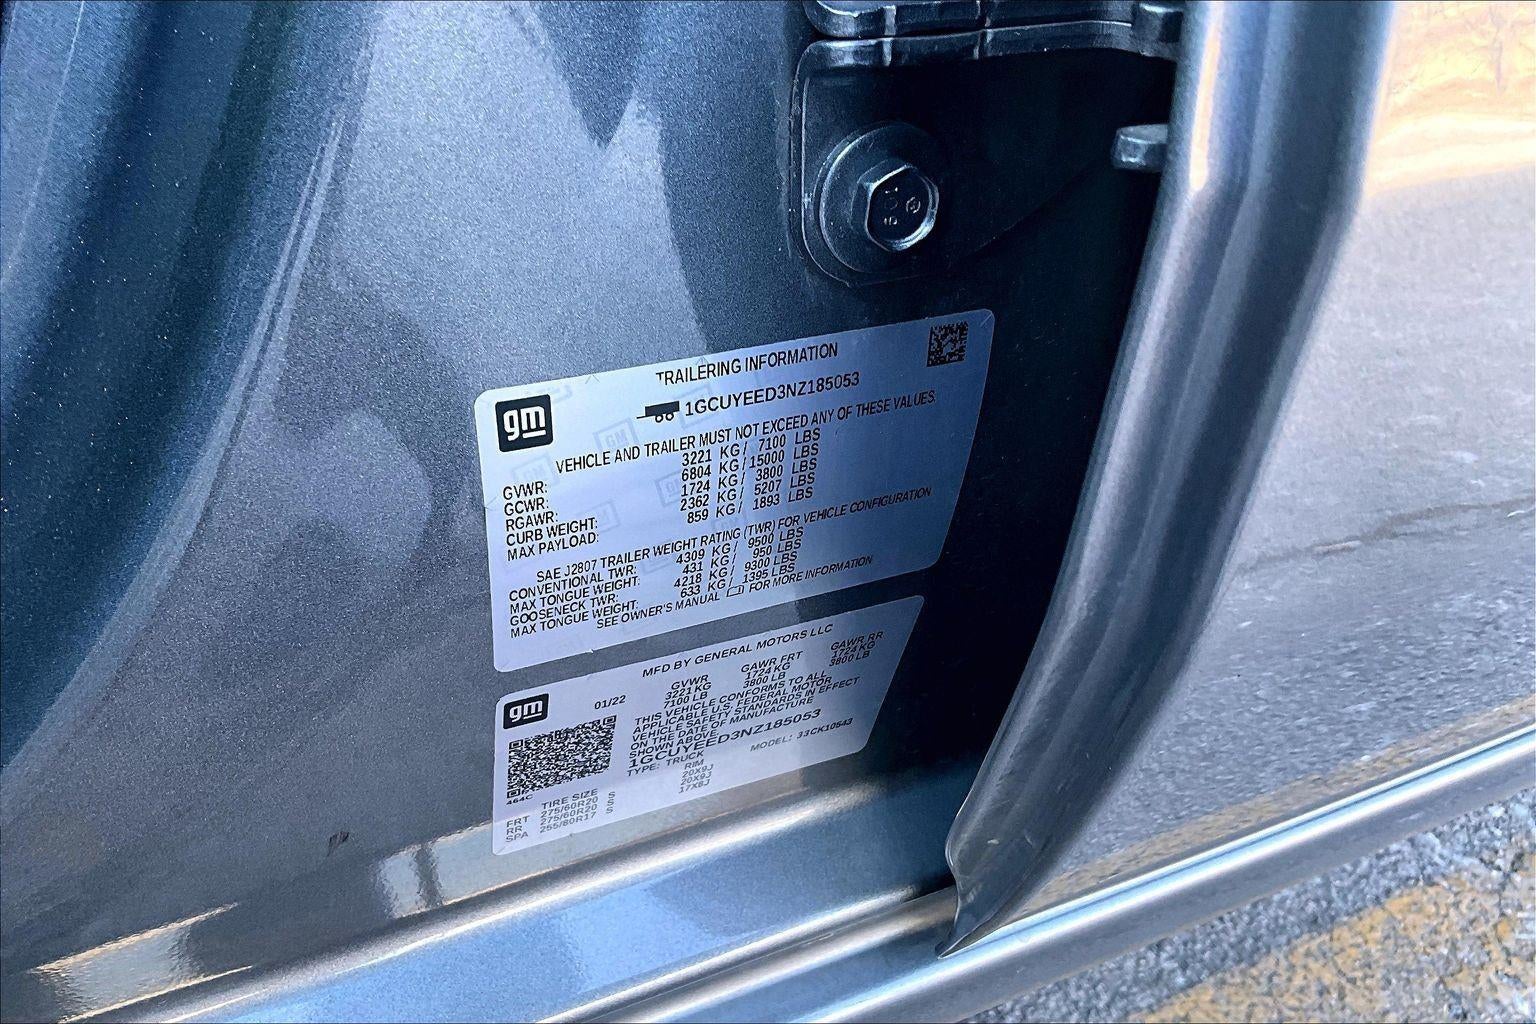 TRAILERING INFORMATION
gm
1GCUYEED3NZ185053
VEHICLE AND TRAILER MUST NOT EXCEED ANY OF THESE VALUES.
GVWR: 3221 KG / 7100 LBS
GCWR: 6804 KG / 15000 LBS
RGAWR: 1724 KG / 3800 LBS
CURB WEIGHT: 2362 KG / 5207 LBS
MAX PAYLOAD: 859 KG / 1893 LBS
SAE J2807 TRAILER WEIGHT RATING (TWR) FOR VEHICLE CONFIGURATION
CONVENTIONAL TWR: 4309 KG / 9500 LBS
MAX TONGUE WEIGHT: 431 KG / 950 LBS
GOOSENECK TWR: 4218 KG / 9300 LBS
MAX TONGUE WEIGHT: 633 KG / 1395 LBS
SEE OWNER'S MANUAL FOR MORE INFORMATION
MFD BY GENERAL MOTORS LLC
gm
01/22
GVWR GAWR FRT GAWR RR
3221KG 1724KG 1724KG
7100 LB 3800 LB 3800 LB
THIS VEHICLE CONFORMS TO ALL
APPLICABLE U.S. FEDERAL MOTOR
VEHICLE SAFETY STANDARDS IN EFFECT
ON THE DATE OF MANUFACTURE
SHOWN ABOVE.
1GCUYEED3NZ185053
TYPE: TRUCK MODEL: 33CK10543
464C
TIRE SIZE RIM
FRT 275/60R20 S 20X9J
RR 275/60R20 S 20X9J
SPA 255/80R17 S 17X8J